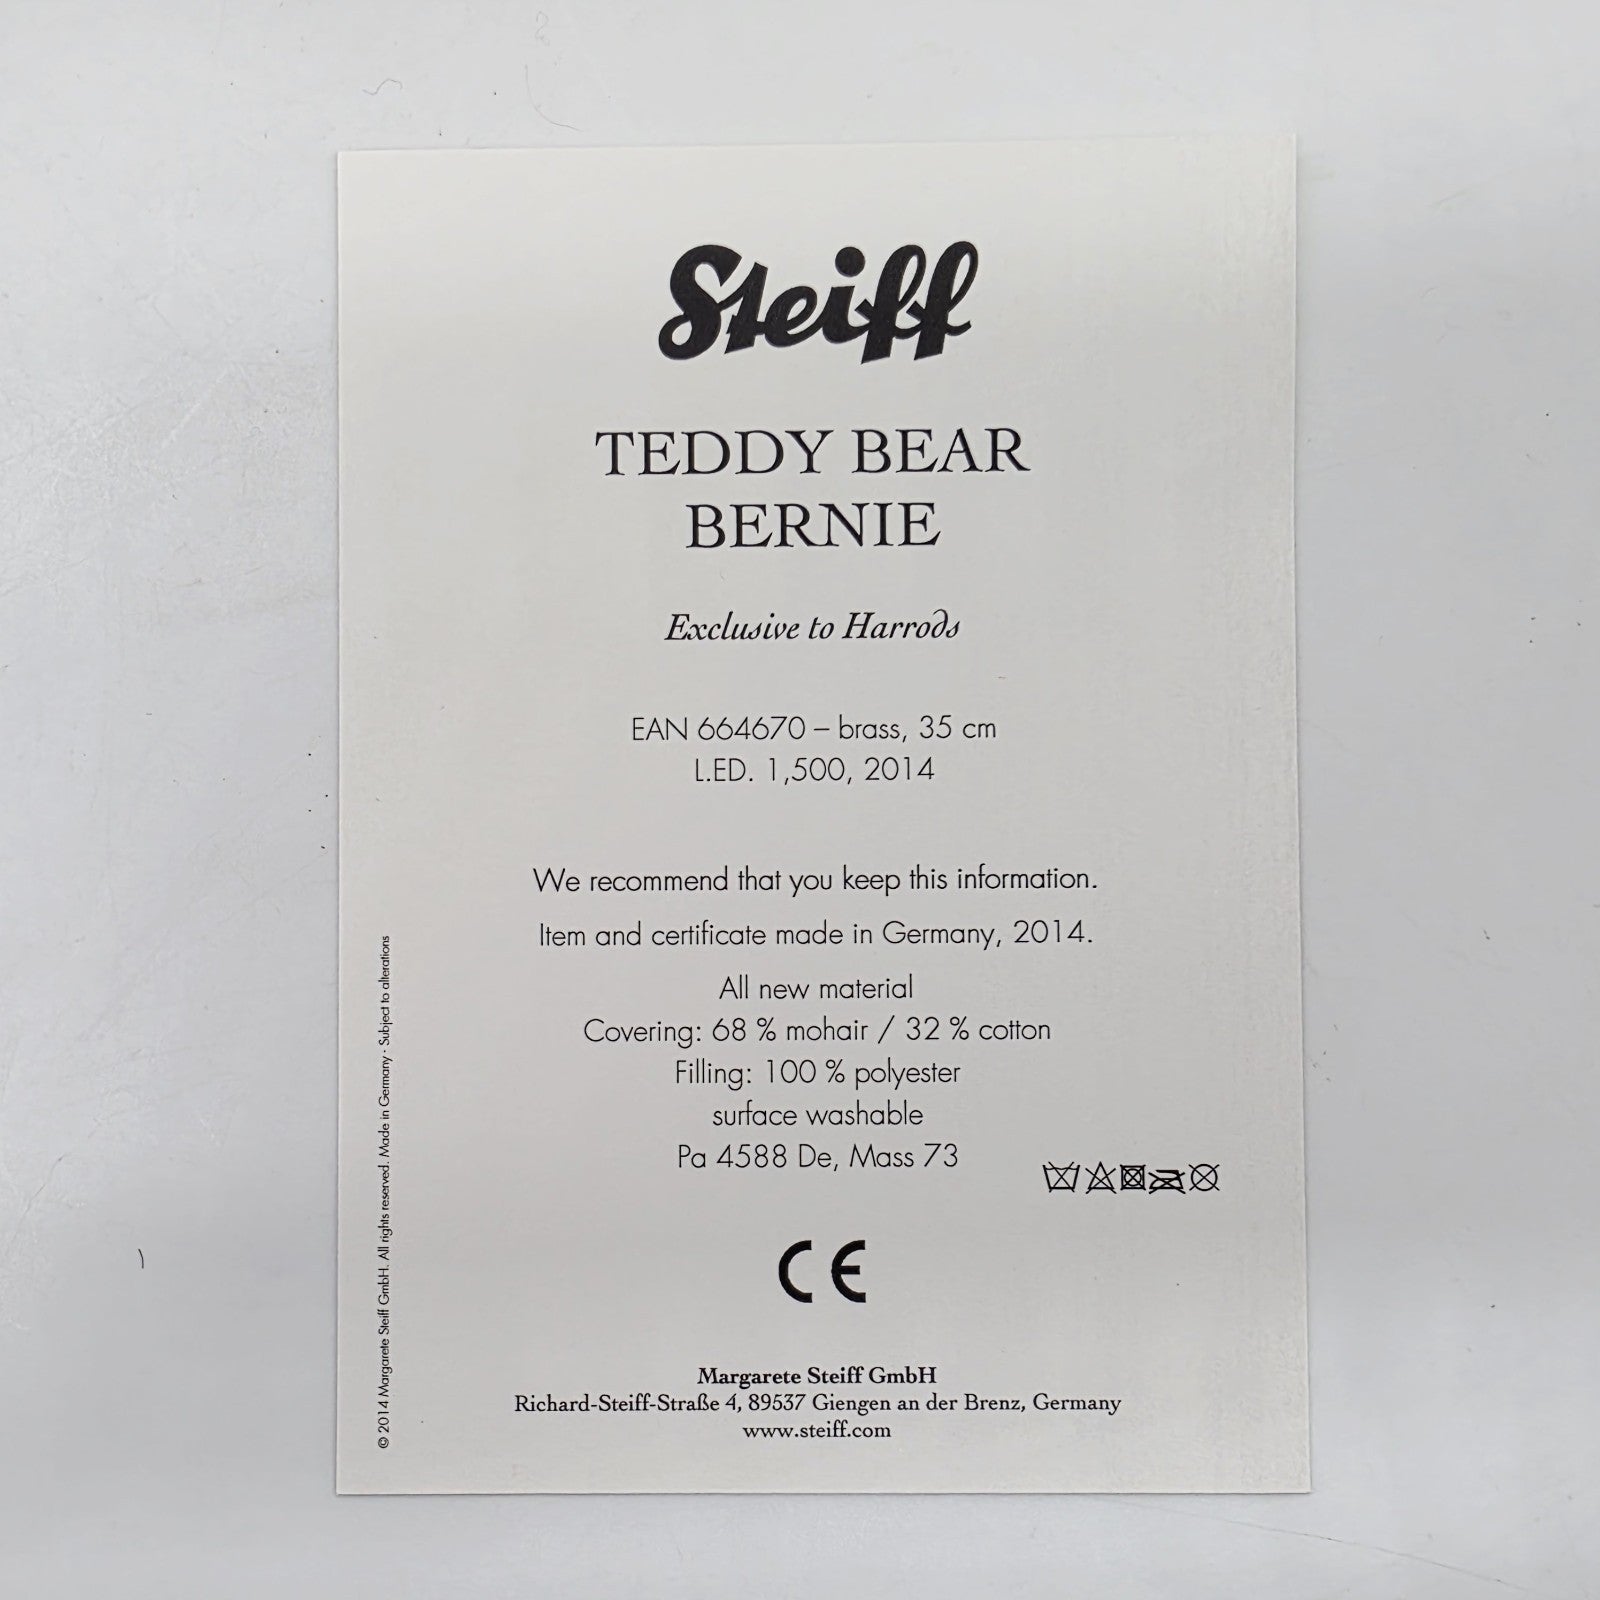 Steiff
TEDDY BEAR
BERNIE
Exclusive to Harrods
EAN 664670 – brass, 35 cm
L.ED. 1,500, 2014
We recommend that you keep this information.
Item and certificate made in Germany, 2014.
All new material
Covering: 68 % mohair / 32 % cotton
Filling: 100 % polyester
surface washable
Pa 4588 De, Mass 73
CE
Margarete Steiff GmbH
Richard-Steiff-Straße 4, 89537 Giengen an der Brenz, Germany
www.steiff.com
© 2014 Margarete Steiff GmbH. All rights reserved. Made in Germany · Subject to alterations